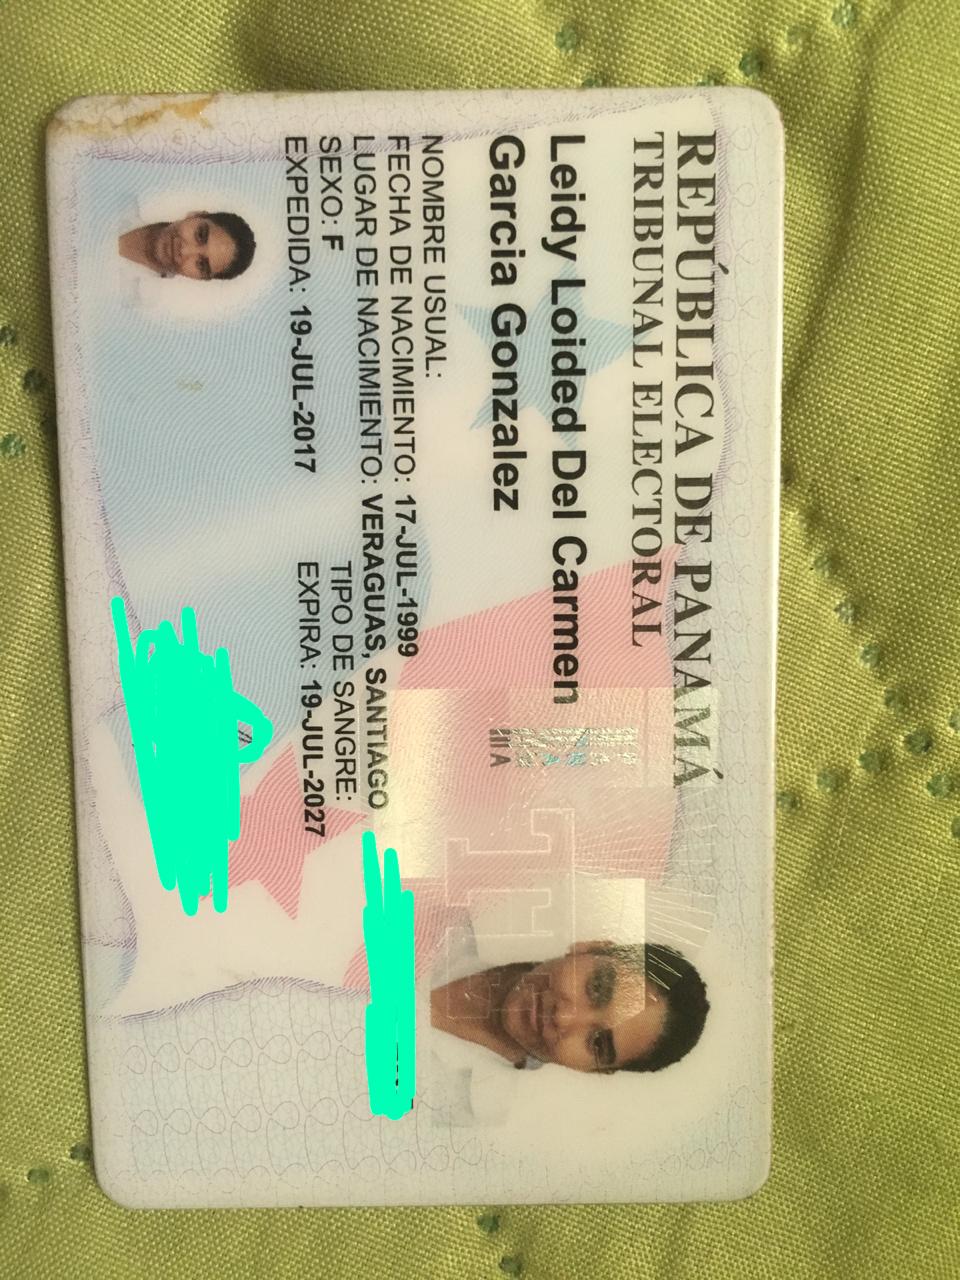 REPÚBLICA DE PANAMÁ
TRIBUNAL ELECTORAL
Leidy Loided Del Carmen
Garcia Gonzalez
NOMBRE USUAL:
FECHA DE NACIMIENTO: 17-JUL-1999
LUGAR DE NACIMIENTO: VERAGUAS, SANTIAGO
SEXO: F TIPO DE SANGRE:
EXPEDIDA: 19-JUL-2017 EXPIRA: 19-JUL-2027
TE